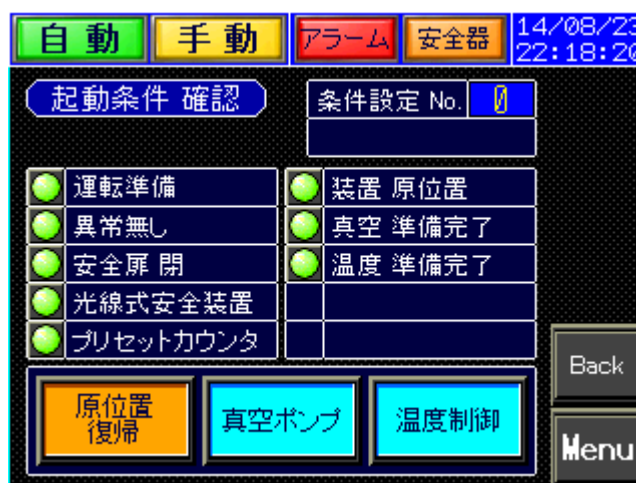 自動 手動 アラーム 安全器 14/08/23
22:18:20
起動条件 確認 条件設定 No. 0
運転準備 装置 原位置
異常無し 真空 準備完了
安全扉 閉 温度 準備完了
光線式安全装置
プリセットカウンタ
Back
原位置
復帰
真空ポンプ 温度制御
Menu